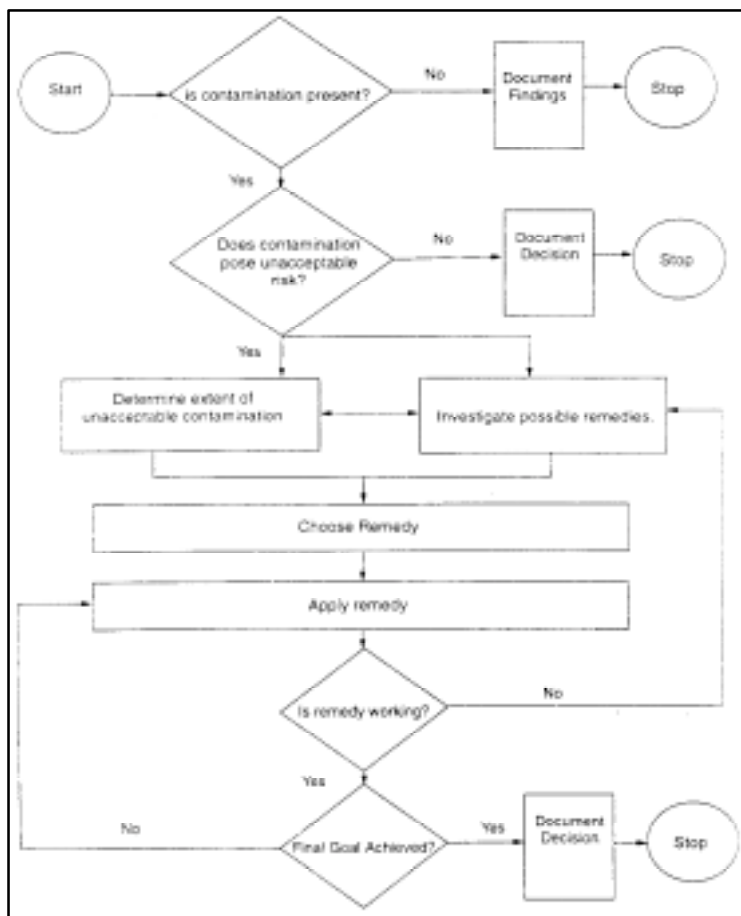 Start
is contamination present?
No
Document
Findings
Stop
Yes
Does contamination
pose unacceptable
risk?
No
Document
Decision
Stop
Yes
Determine extent of
unacceptable contamination
Investigate possible remedies.
Choose Remedy
Apply remedy
Is remedy working?
No
Yes
Final Goal Achieved?
No
Yes
Document
Decision
Stop